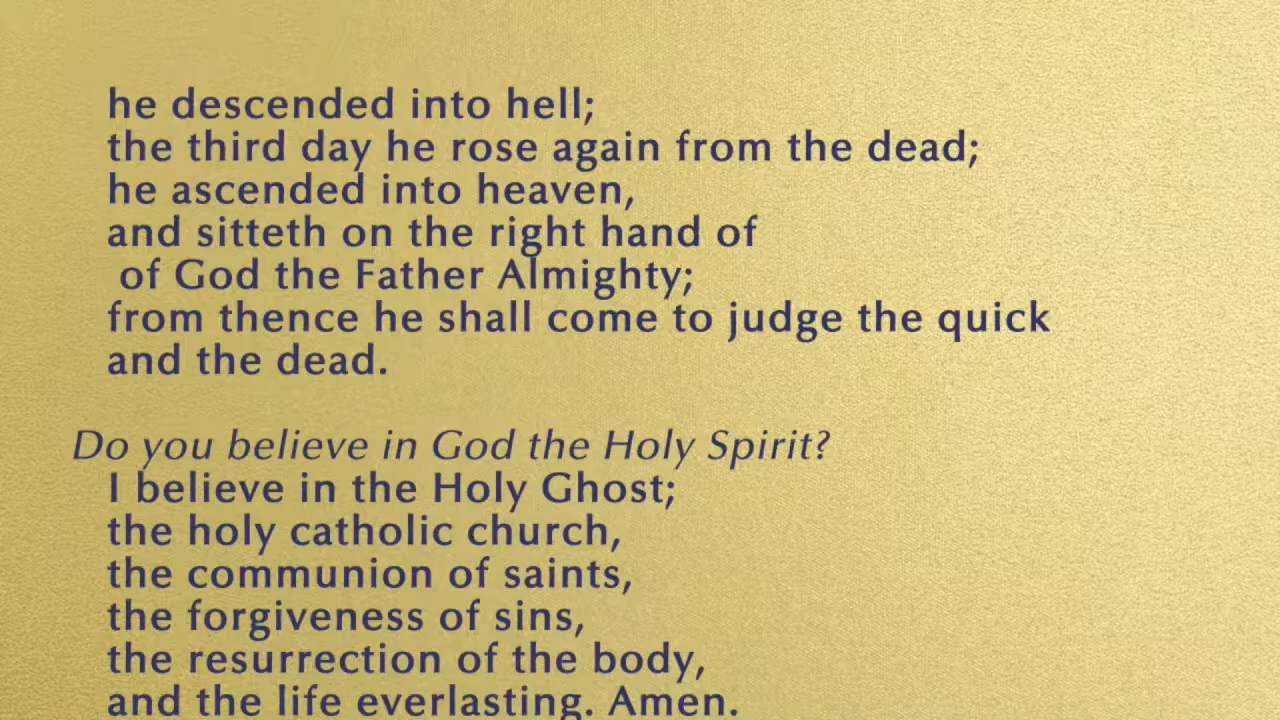 he descended into hell;
the third day he rose again from the dead;
he ascended into heaven,
and sitteth on the right hand of
of God the Father Almighty;
from thence he shall come to judge the quick
and the dead.
Do you believe in God the Holy Spirit?
I believe in the Holy Ghost;
the holy catholic church,
the communion of saints,
the forgiveness of sins,
the resurrection of the body,
and the life everlasting. Amen.